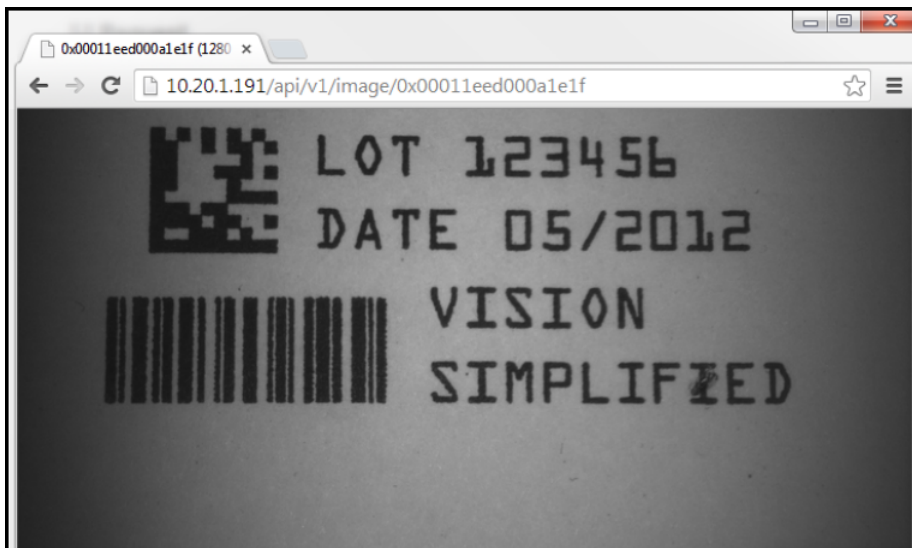 0x00011eed000a1e1f (1280
10.20.1.191/api/v1/image/0x00011eed000a1e1f
LOT 123456
DATE 05/2012
VISION
SIMPLIFIED